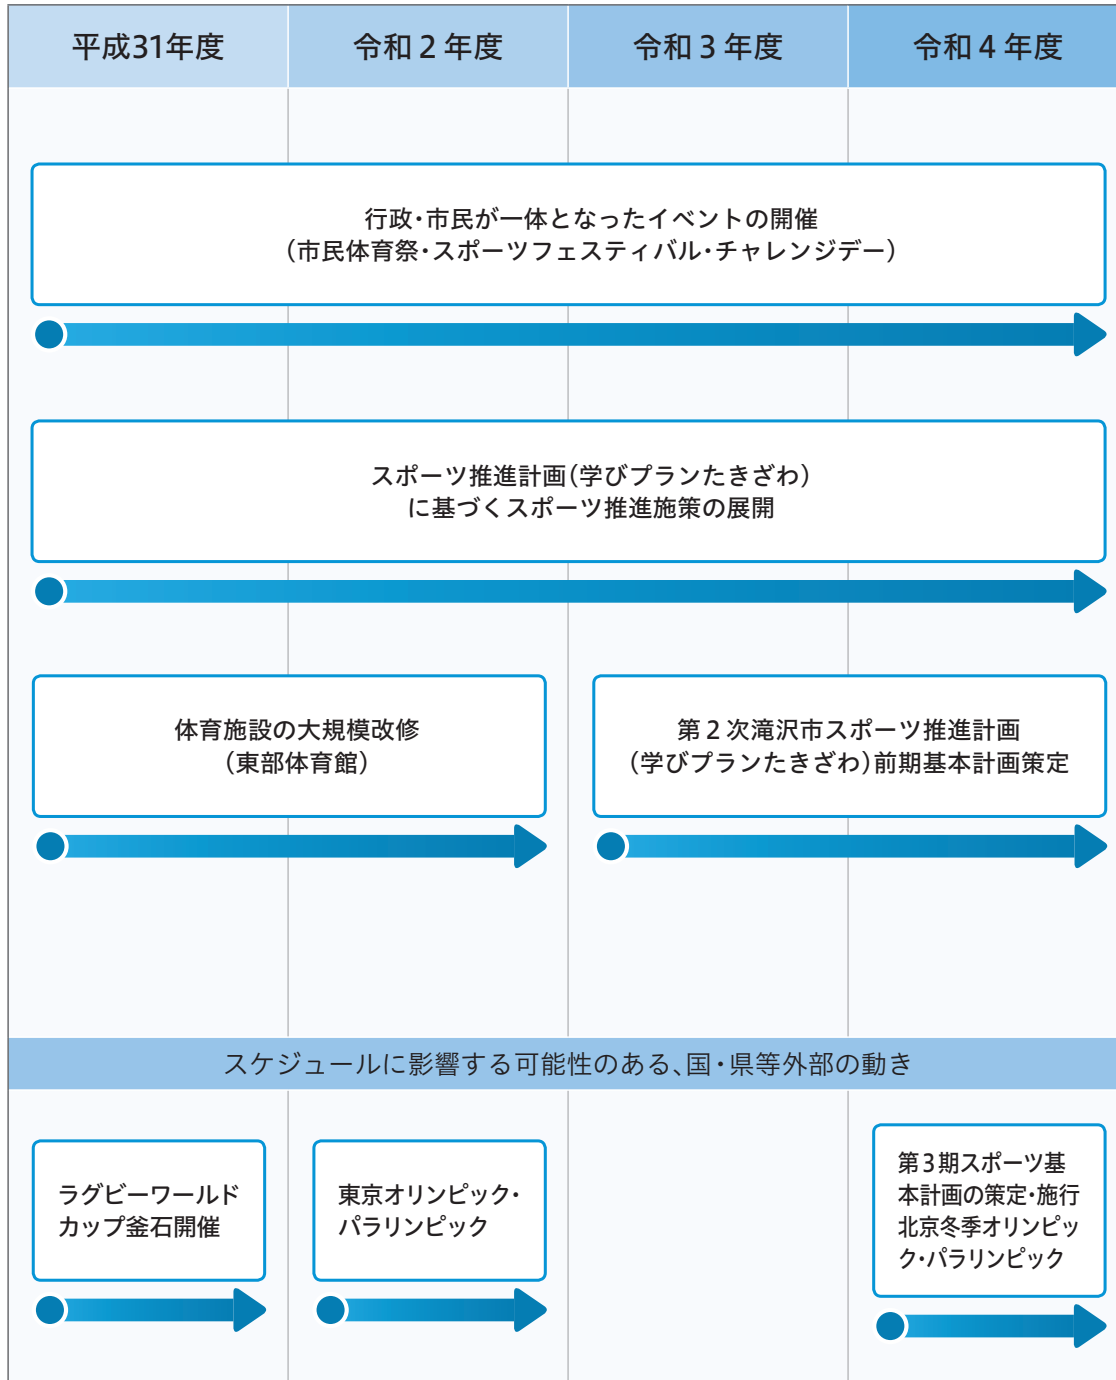 平成31年度
令和2年度
令和3年度
令和4年度
行政・市民が一体となったイベントの開催
（市民体育祭・スポーツフェスティバル・チャレンジデー）
スポーツ推進計画（学びプランたきざわ）
に基づくスポーツ推進施策の展開
体育施設の大規模改修
（東部体育館）
第2次滝沢市スポーツ推進計画
（学びプランたきざわ）前期基本計画策定
スケジュールに影響する可能性のある、国・県等外部の動き
ラグビーワールド
カップ釜石開催
東京オリンピック・
パラリンピック
第3期スポーツ基
本計画の策定・施行
北京冬季オリンピッ
ク・パラリンピック